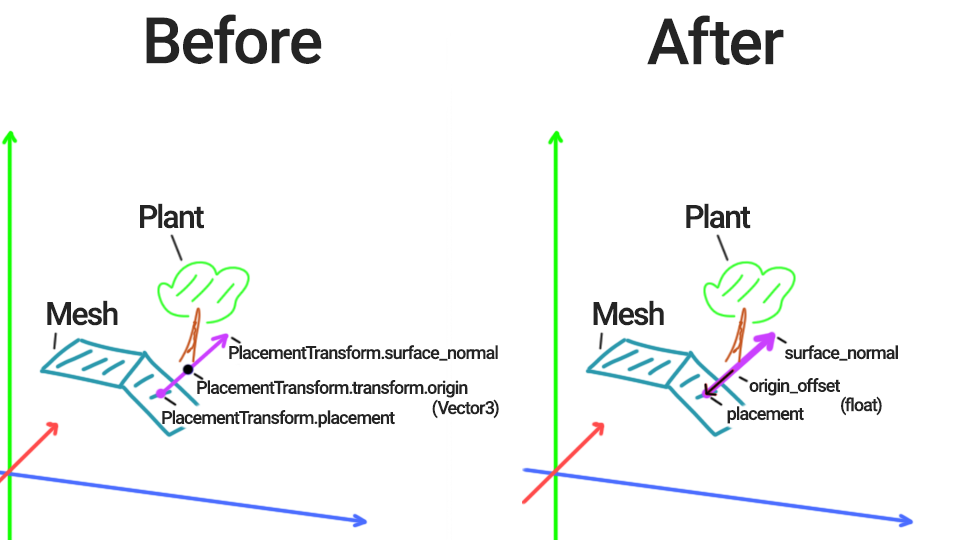 Before
Plant
Mesh
PlacementTransform.surface_normal
PlacementTransform.transform.origin
(Vector3)
PlacementTransform.placement
After
Plant
Mesh
surface_normal
origin_offset
(float)
placement